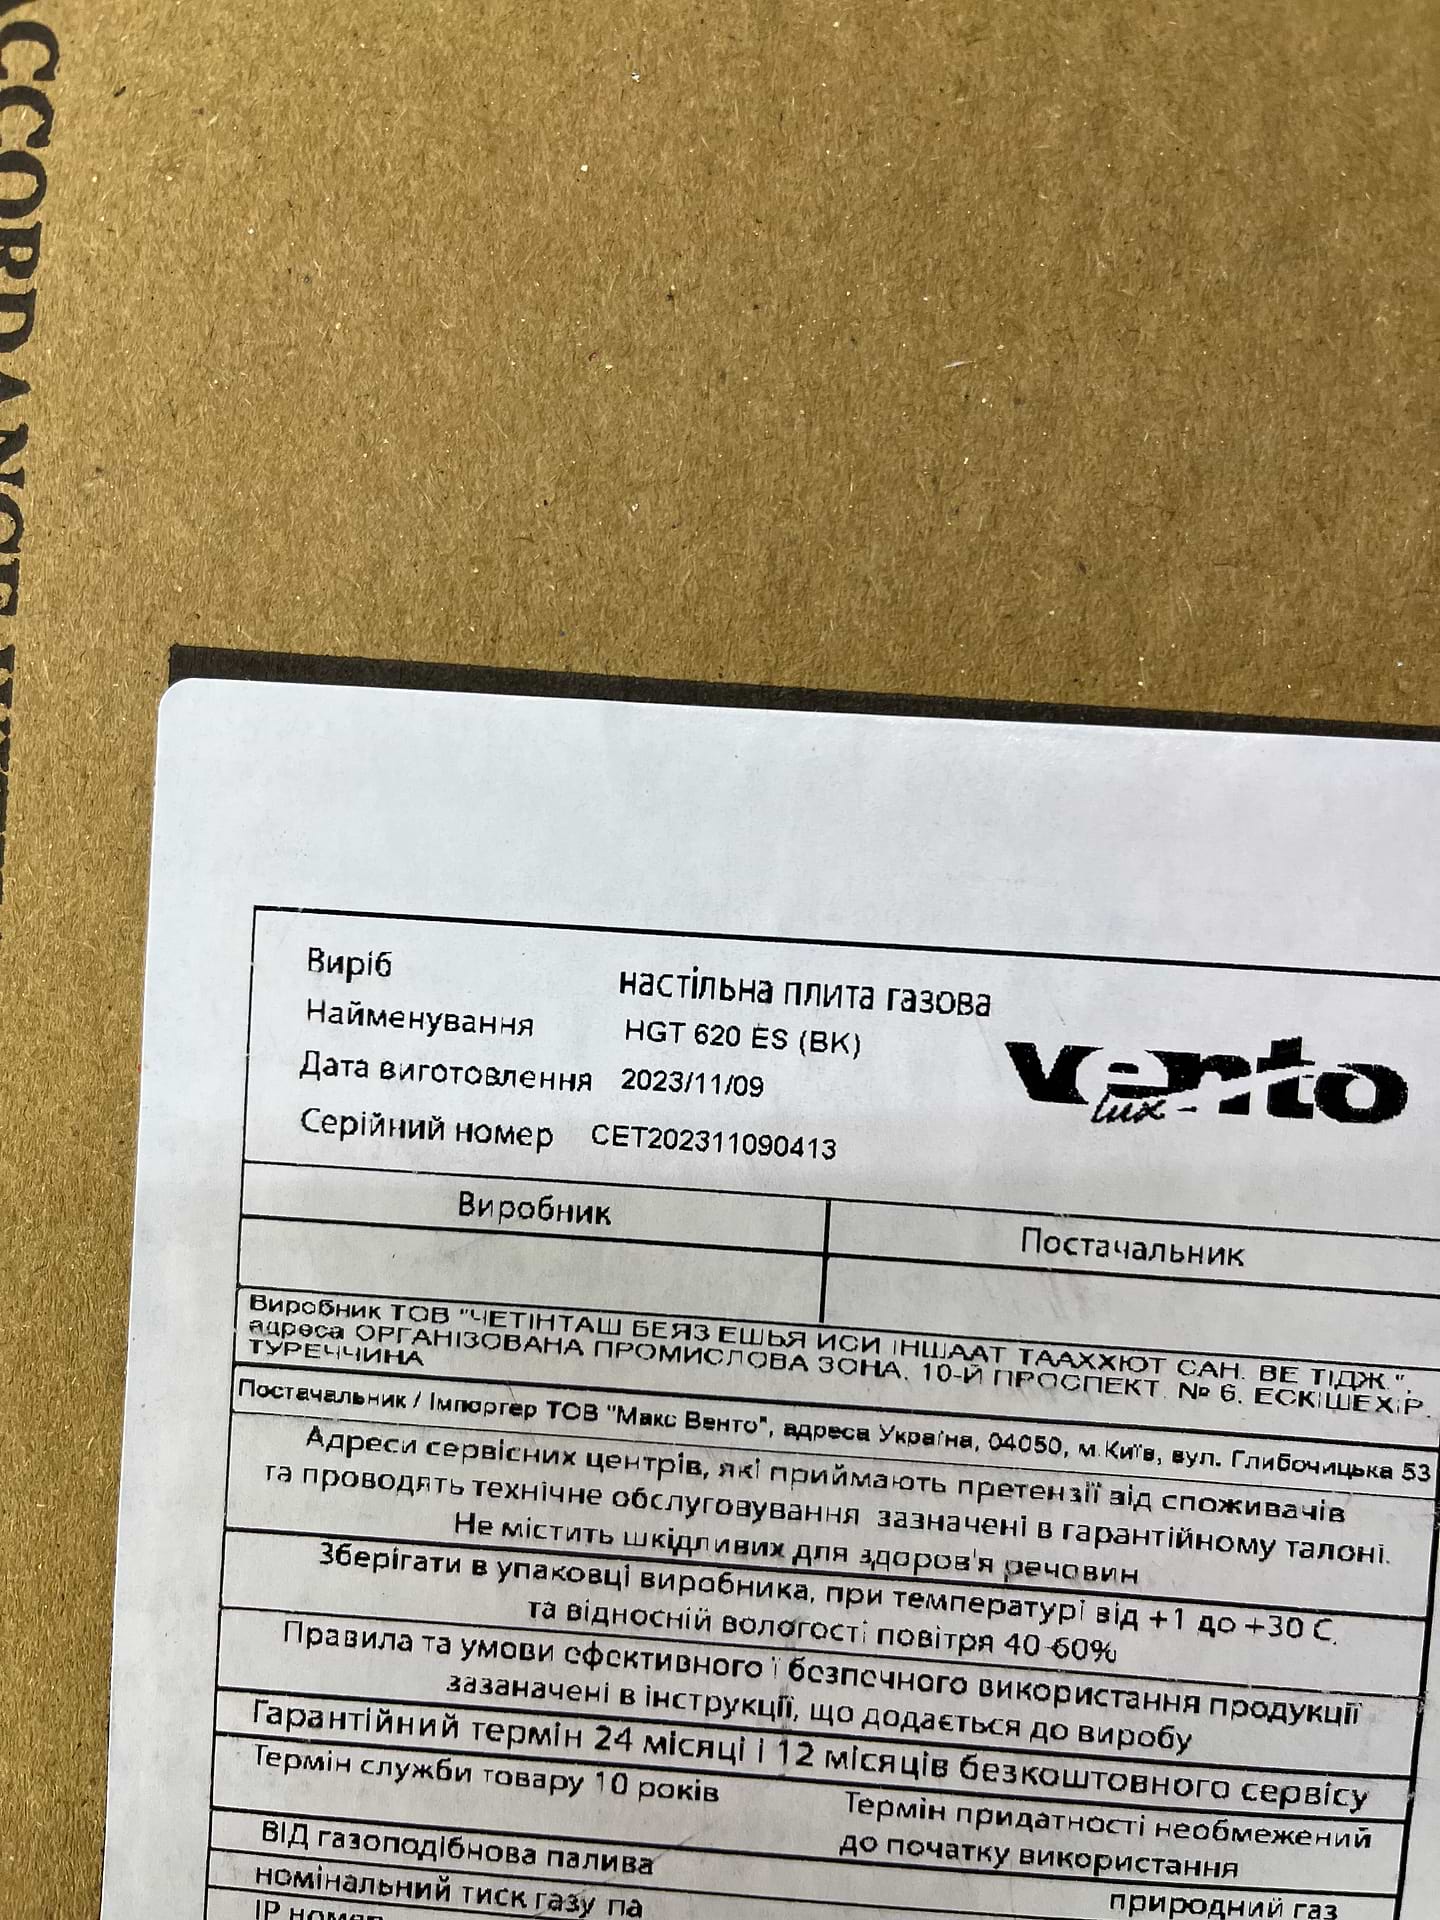 CCORDANCE WITH
Виріб настільна плита газова
Найменування HGT 620 ES (BK)
Дата виготовлення 2023/11/09
Серійний номер CET202311090413
vento
lux
Виробник Постачальник
Виробник ТОВ "ЧЕТІНТАШ БЕЯЗ ЕШЬЯ ИСИ ІНШААТ ТААХХЮТ САН. ВЕ ТІДЖ.",
адреса ОРГАНІЗОВАНА ПРОМИСЛОВА ЗОНА, 10-Й ПРОСПЕКТ, № 6, ЕСКІШЕХІР,
ТУРЕЧЧИНА
Постачальник / Імпортер ТОВ "Макс Венто", адреса Україна, 04050, м.Київ, вул. Глибочицька 53
Адреси сервісних центрів, які приймають претензії від споживачів
та проводять технічне обслуговування зазначені в гарантійному талоні.
Не містить шкідливих для здоров'я речовин
Зберігати в упаковці виробника, при температурі від +1 до +30 С,
та відносній вологості повітря 40-60%
Правила та умови ефективного і безпечного використання продукції
зазаначені в інструкції, що додається до виробу
Гарантійний термін 24 місяці і 12 місяців безкоштовного сервісу
Термін служби товару 10 років Термін придатності необмежений
до початку використання
ВІД газоподібнова палива природний газ
номінальний тиск газу па
IP номер